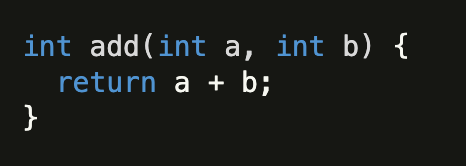 int add(int a, int b) {
  return a + b;
}